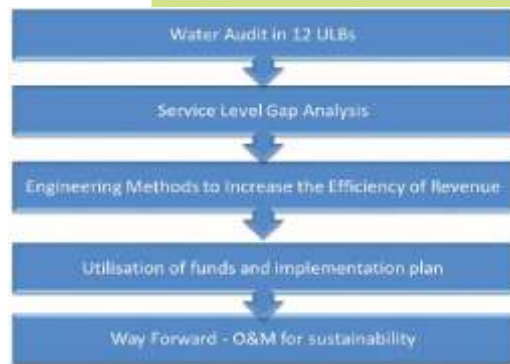 Water Audit in 12 ULBs
Service Level Gap Analysis
Engineering Methods to Increase the Efficiency of Revenue
Utilisation of funds and implementation plan
Way Forward - O&M for sustainability